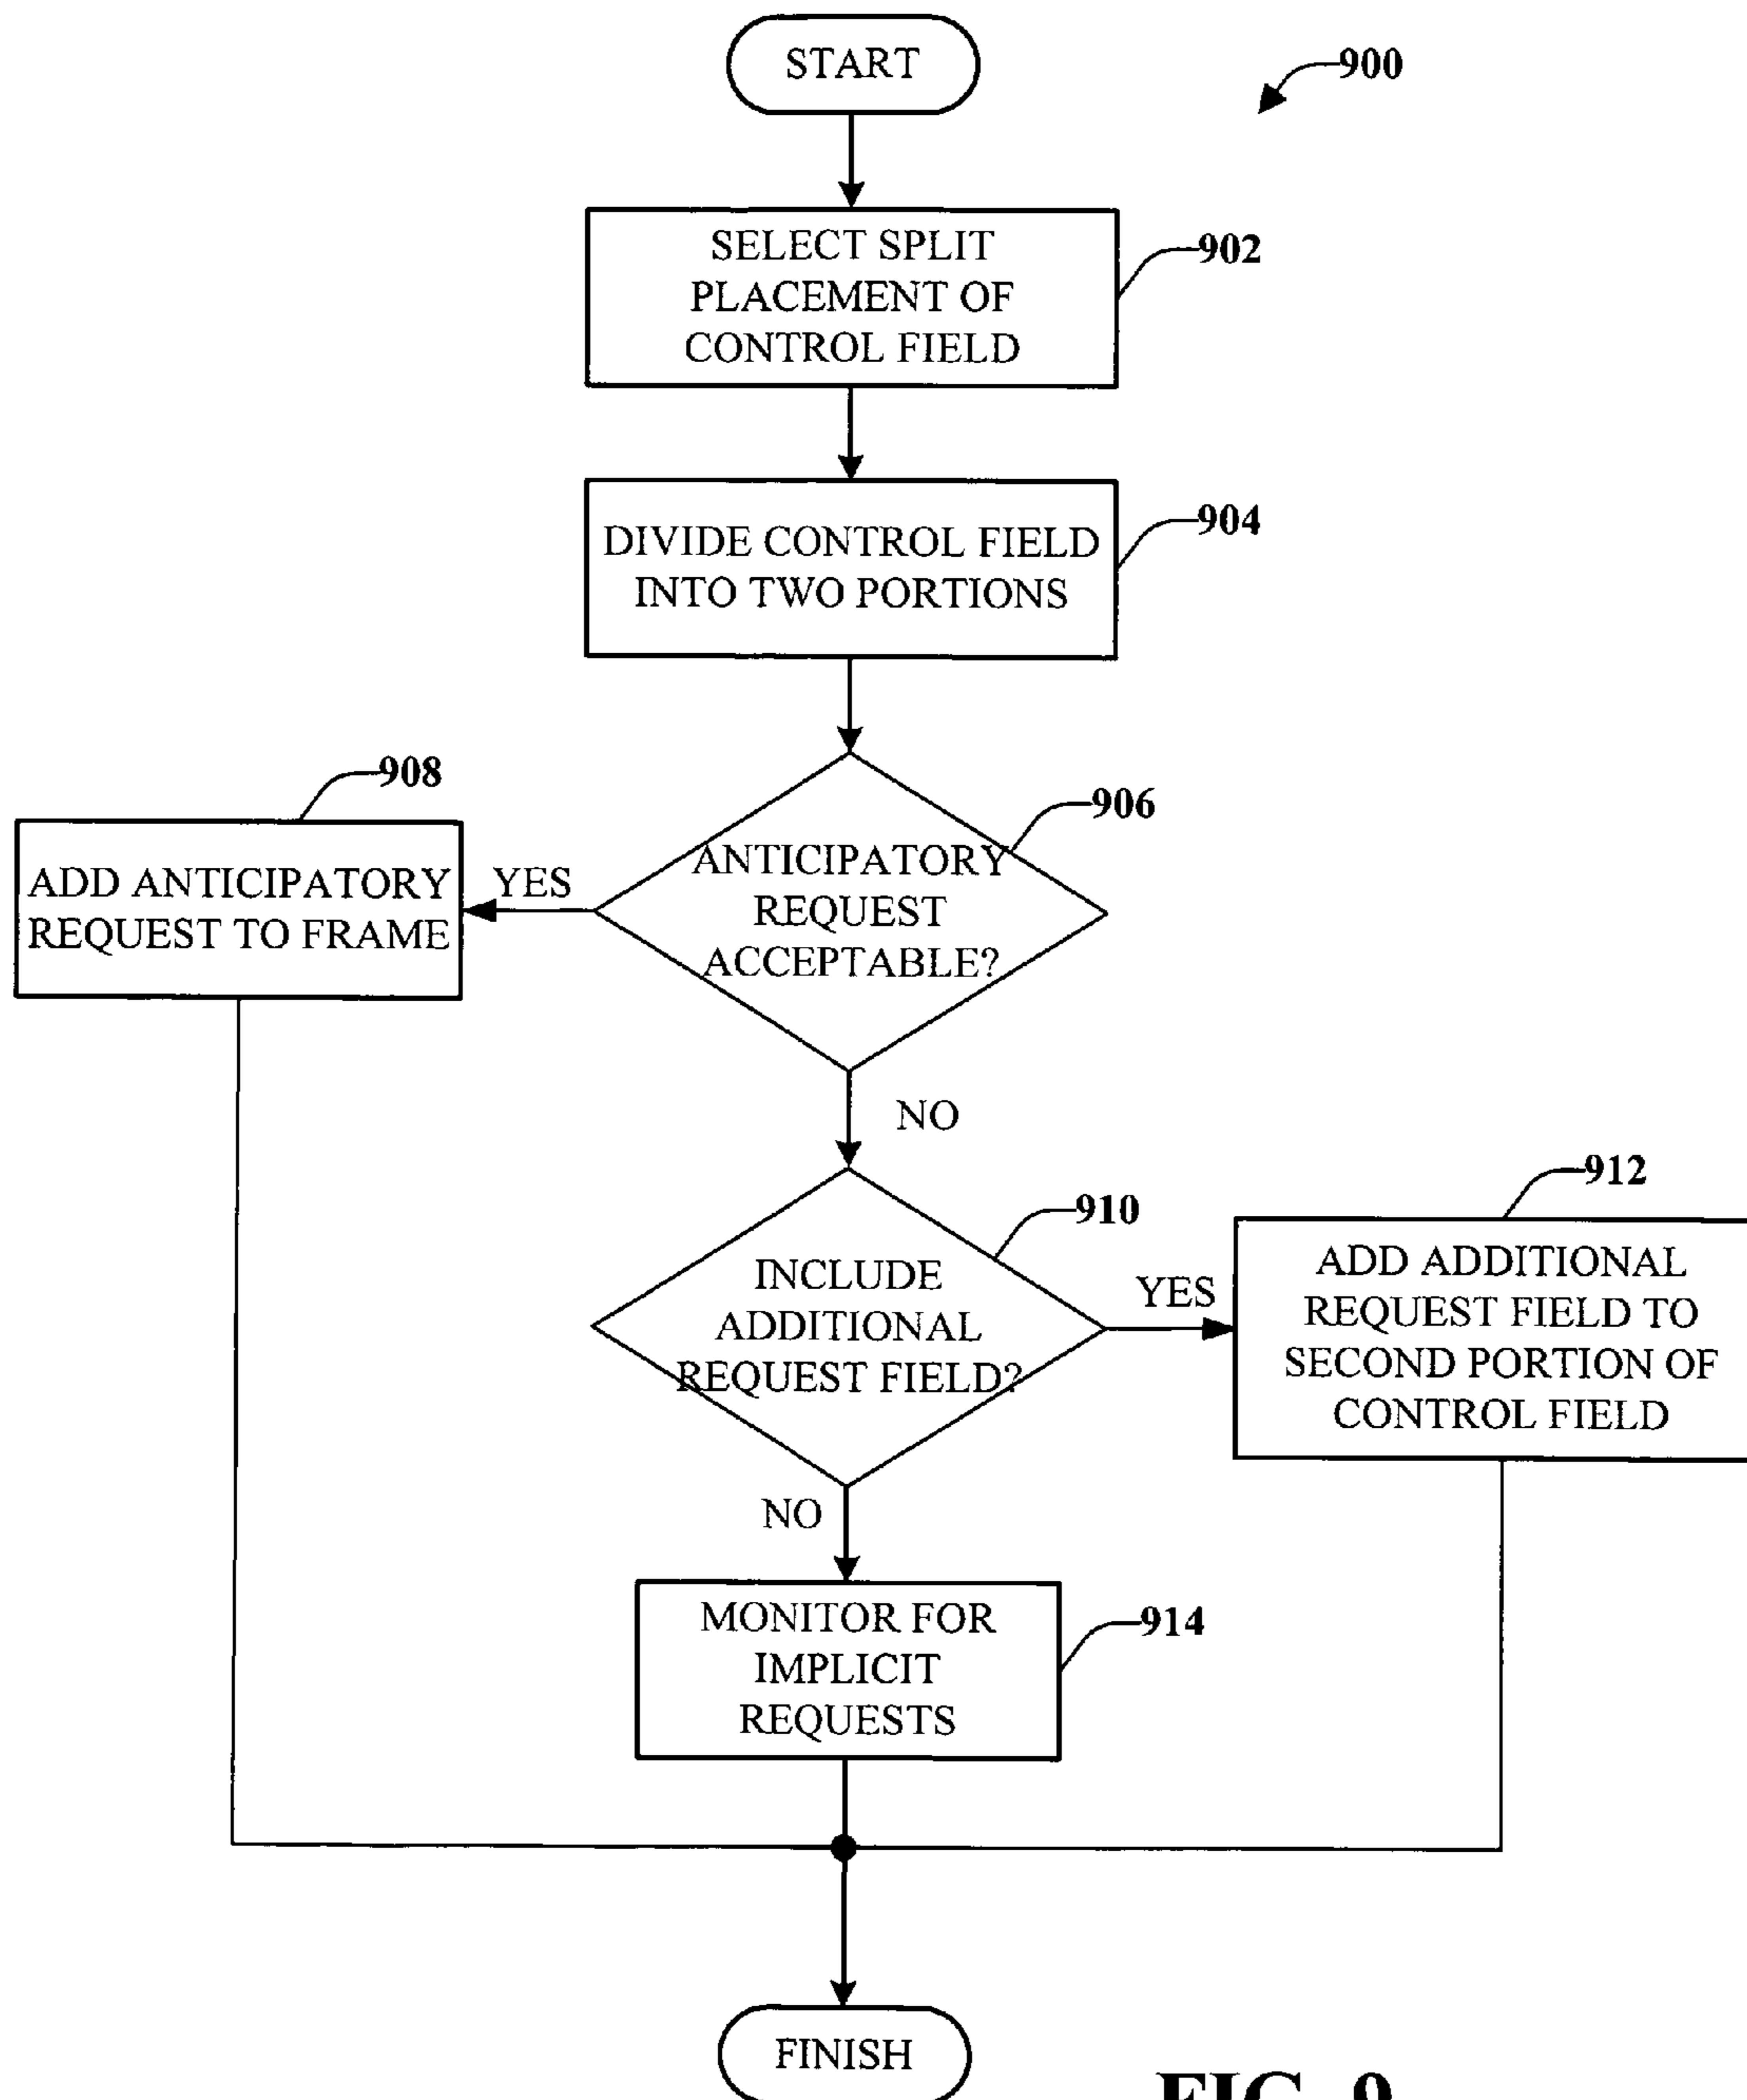 START
900
SELECT SPLIT
PLACEMENT OF
CONTROL FIELD
902
DIVIDE CONTROL FIELD
INTO TWO PORTIONS
904
908
906
ADD ANTICIPATORY
REQUEST TO FRAME
YES
ANTICIPATORY
REQUEST
ACCEPTABLE?
NO
910
912
INCLUDE
ADDITIONAL
REQUEST FIELD?
YES
ADD ADDITIONAL
REQUEST FIELD TO
SECOND PORTION OF
CONTROL FIELD
NO
MONITOR FOR
IMPLICIT
REQUESTS
914
FINISH
FIG. 9